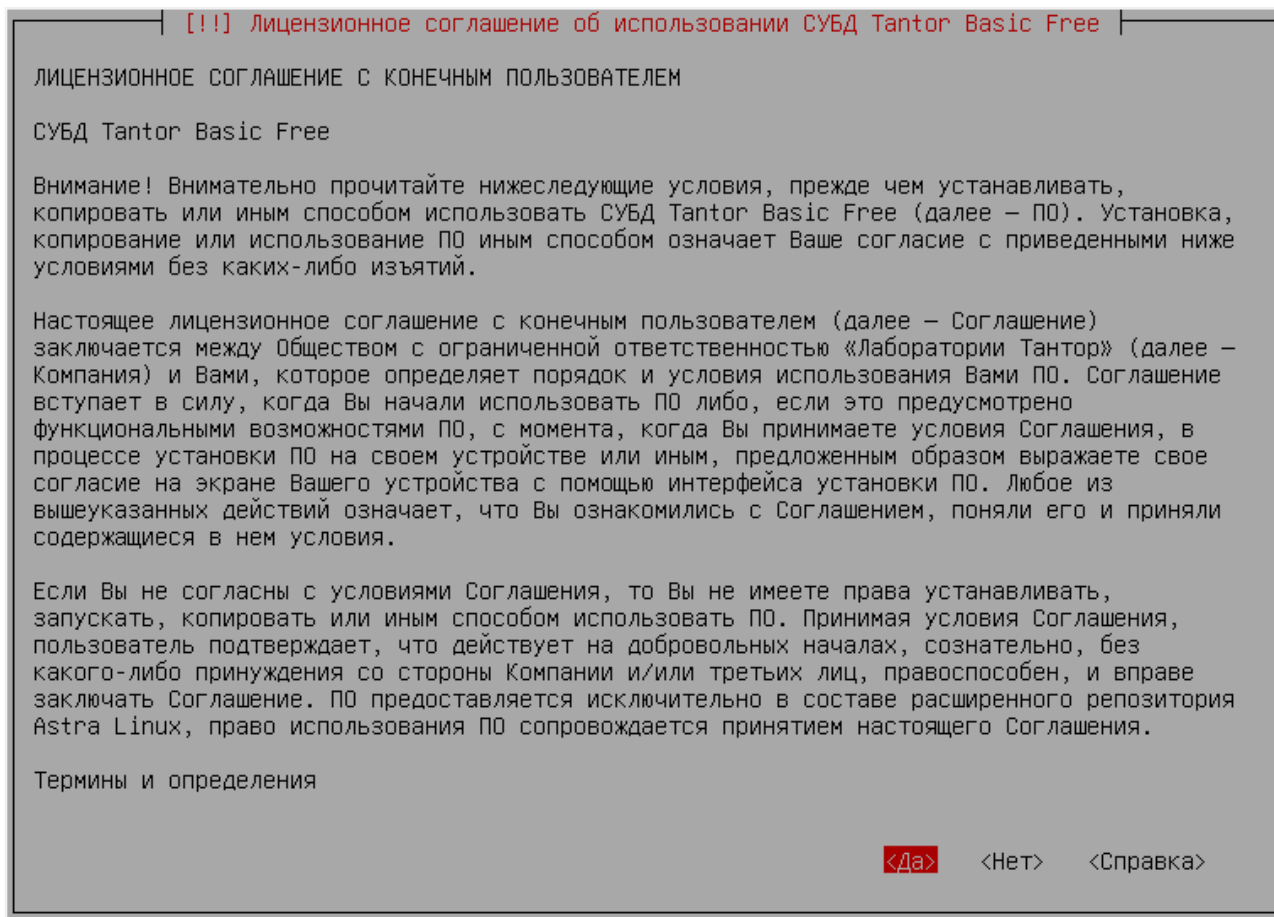 [!!] Лицензионное соглашение об использовании СУБД Tantor Basic Free
ЛИЦЕНЗИОННОЕ СОГЛАШЕНИЕ С КОНЕЧНЫМ ПОЛЬЗОВАТЕЛЕМ
СУБД Tantor Basic Free
Внимание! Внимательно прочитайте нижеследующие условия, прежде чем устанавливать,
копировать или иным способом использовать СУБД Tantor Basic Free (далее — ПО). Установка,
копирование или использование ПО иным способом означает Ваше согласие с приведенными ниже
условиями без каких-либо изъятий.
Настоящее лицензионное соглашение с конечным пользователем (далее — Соглашение)
заключается между Обществом с ограниченной ответственностью «Лаборатории Тантор» (далее —
Компания) и Вами, которое определяет порядок и условия использования Вами ПО. Соглашение
вступает в силу, когда Вы начали использовать ПО либо, если это предусмотрено
функциональными возможностями ПО, с момента, когда Вы принимаете условия Соглашения, в
процессе установки ПО на своем устройстве или иным, предложенным образом выражаете свое
согласие на экране Вашего устройства с помощью интерфейса установки ПО. Любое из
вышеуказанных действий означает, что Вы ознакомились с Соглашением, поняли его и приняли
содержащиеся в нем условия.
Если Вы не согласны с условиями Соглашения, то Вы не имеете права устанавливать,
запускать, копировать или иным способом использовать ПО. Принимая условия Соглашения,
пользователь подтверждает, что действует на добровольных началах, сознательно, без
какого-либо принуждения со стороны Компании и/или третьих лиц, правоспособен, и вправе
заключать Соглашение. ПО предоставляется исключительно в составе расширенного репозитория
Astra Linux, право использования ПО сопровождается принятием настоящего Соглашения.
Термины и определения
<Да> <Нет> <Справка>